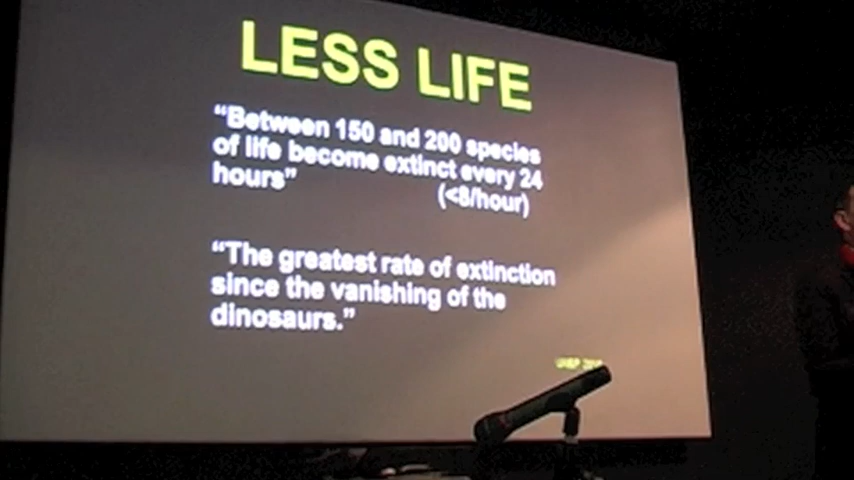 LESS LIFE
“Between 150 and 200 species
of life become extinct every 24
hours” (<8/hour)
“The greatest rate of extinction
since the vanishing of the
dinosaurs.”